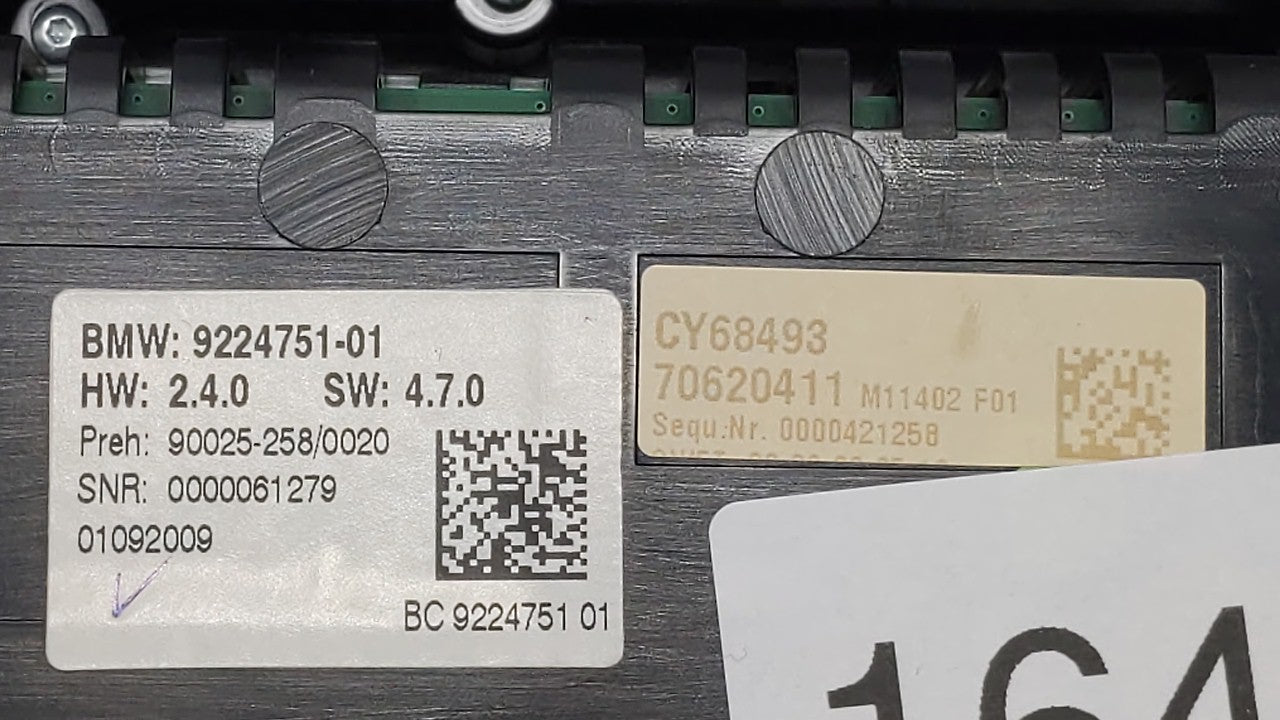 BMW: 9224751-01
HW: 2.4.0 SW: 4.7.0
Preh: 90025-258/0020
SNR: 0000061279
01092009
BC 9224751 01
CY68493
70620411 M11402 F01
Sequ.Nr. 0000421258
164